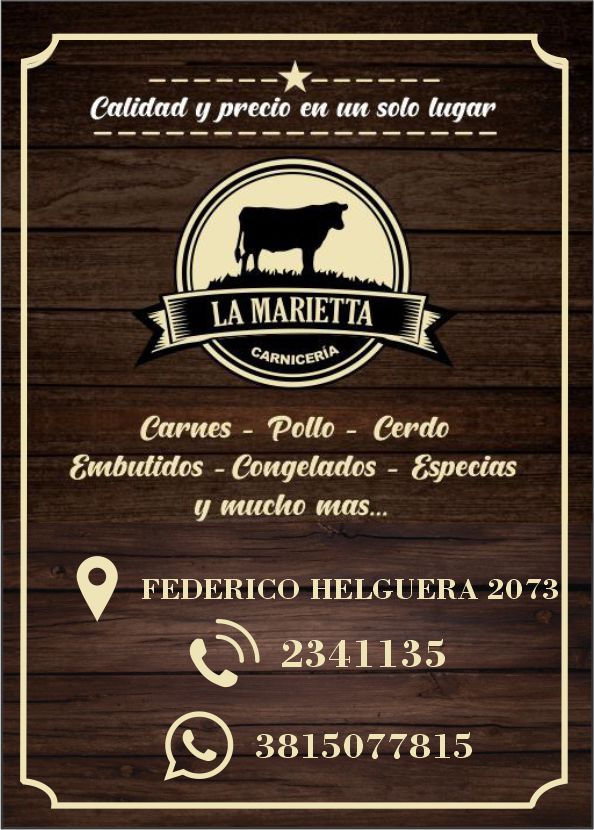 Calidad y precio en un solo lugar
LA MARIETTA
CARNICERÍA
Carnes - Pollo - Cerdo
Embutidos - Congelados - Especias
y mucho mas...
FEDERICO HELGUERA 2073
2341135
3815077815